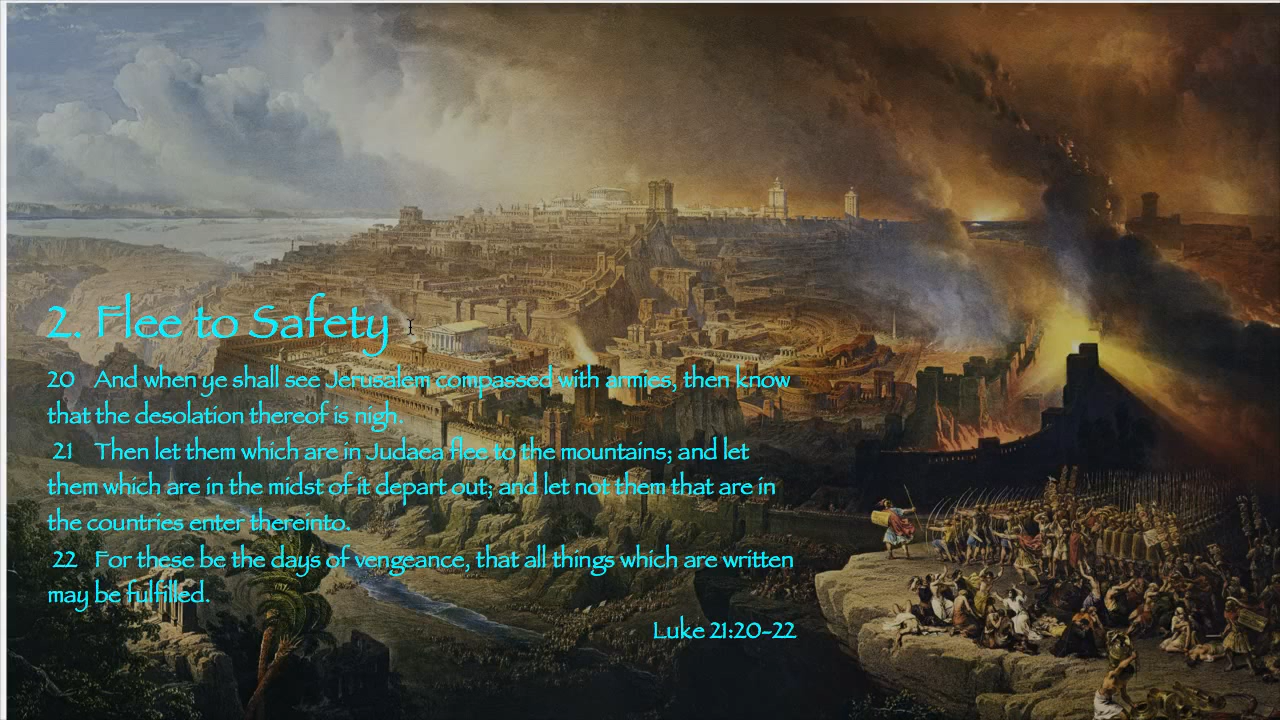 2. Flee to Safety
20 And when ye shall see Jerusalem compassed with armies, then know
that the desolation thereof is nigh.
21 Then let them which are in Judaea flee to the mountains; and let
them which are in the midst of it depart out; and let not them that are in
the countries enter thereinto.
22 For these be the days of vengeance, that all things which are written
may be fulfilled.
Luke 21:20-22